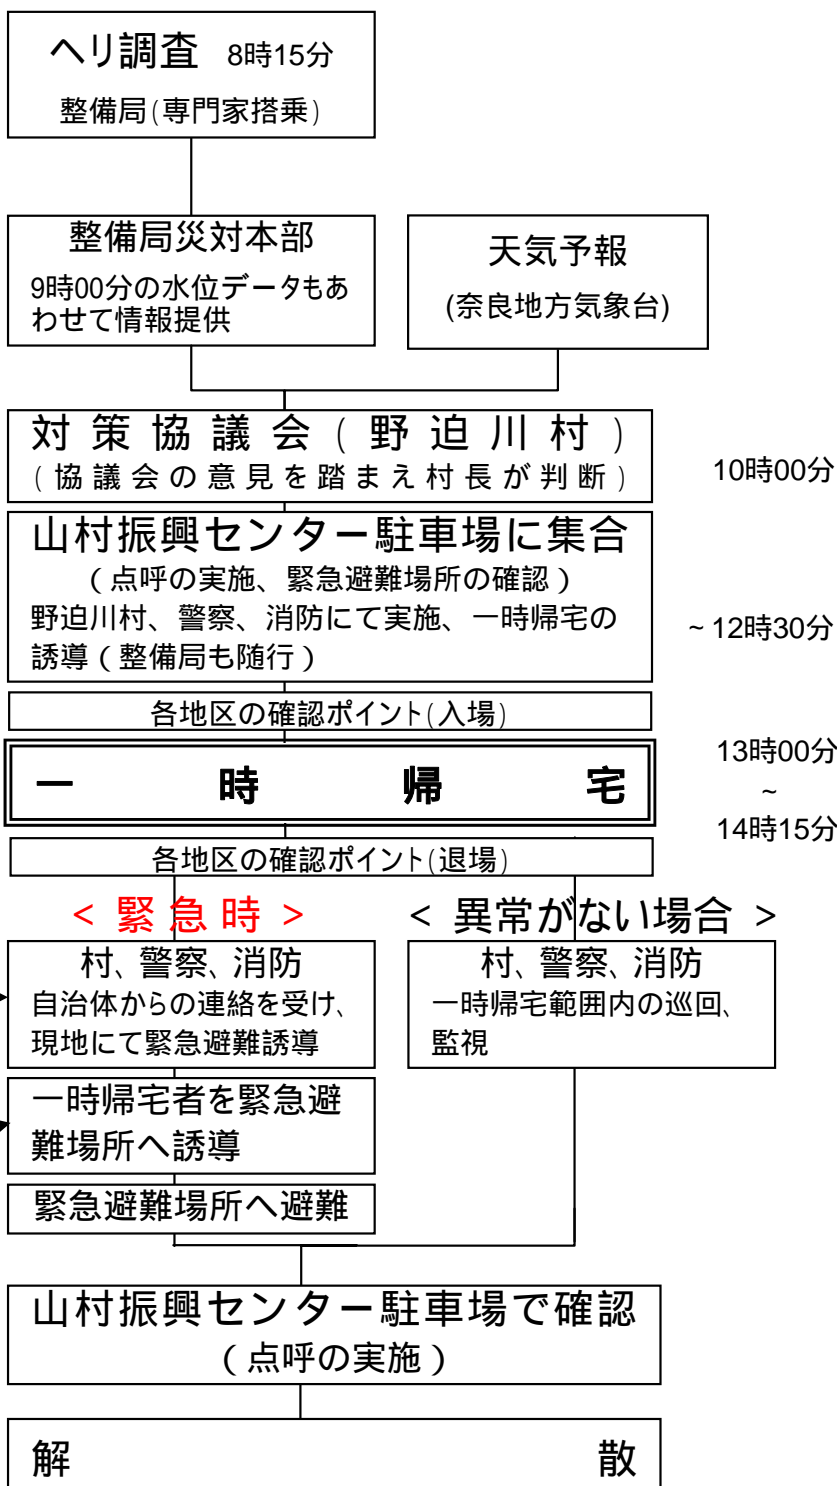 ヘリ調査 8時15分
整備局(専門家搭乗)
整備局災対本部
9時00分の水位データもあ
わせて情報提供
天気予報
(奈良地方気象台)
対策協議会(野迫川村)
(協議会の意見を踏まえ村長が判断)
10時00分
山村振興センター駐車場に集合
(点呼の実施、緊急避難場所の確認)
野迫川村、警察、消防にて実施、一時帰宅の
誘導(整備局も随行)
~12時30分
各地区の確認ポイント(入場)
一時帰宅
13時00分
~
14時15分
各地区の確認ポイント(退場)
<緊急時>
村、警察、消防
自治体からの連絡を受け、
現地にて緊急避難誘導
一時帰宅者を緊急避
難場所へ誘導
緊急避難場所へ避難
<異常がない場合>
村、警察、消防
一時帰宅範囲内の巡回、
監視
山村振興センター駐車場で確認
(点呼の実施)
解散